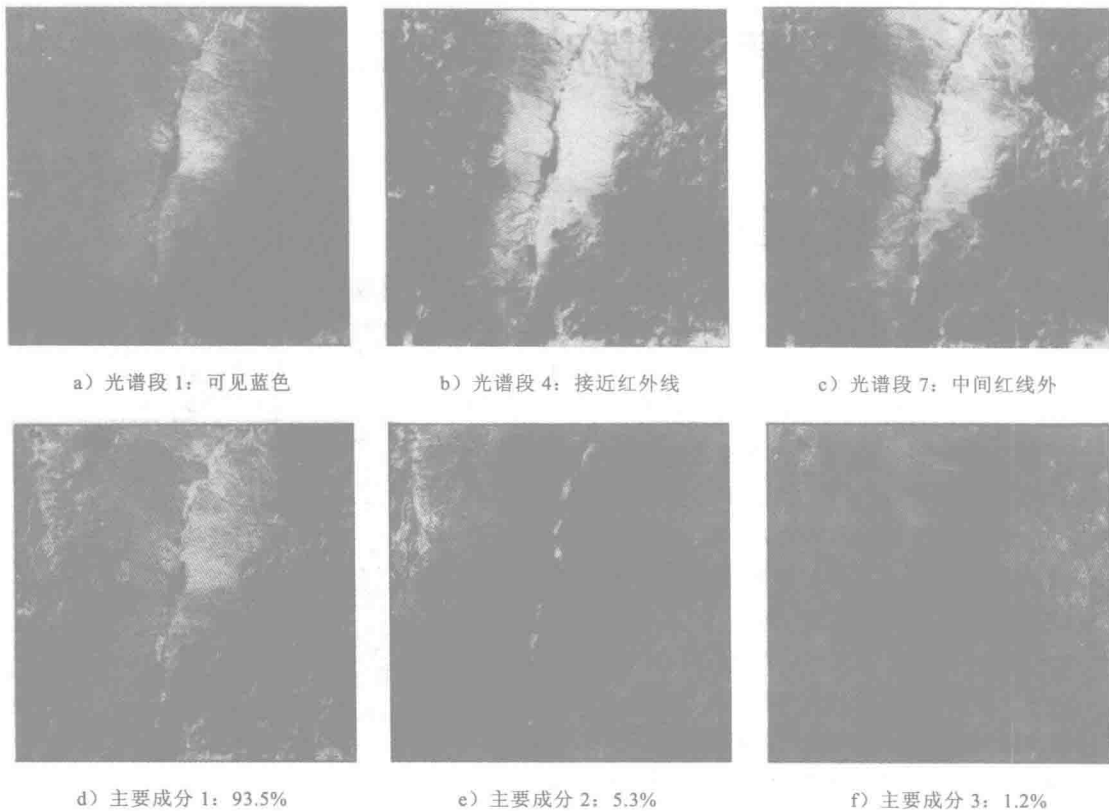 a）光谱段 1：可见蓝色
b）光谱段 4：接近红外线
c）光谱段 7：中间红线外
d）主要成分 1：93.5%
e）主要成分 2：5.3%
f）主要成分 3：1.2%